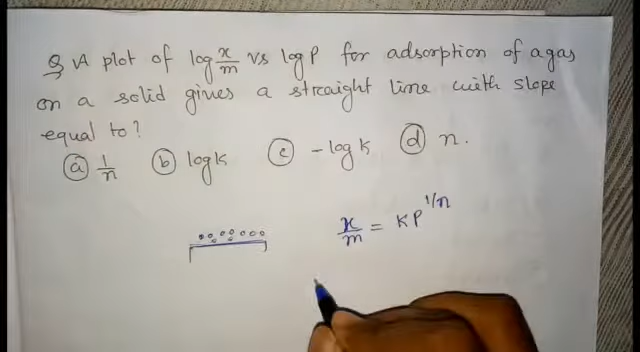 Q A plot of log x/m vs log P for adsorption of a gas
on a solid gives a straight line with slope
equal to?
(a) 1/n (b) log k (c) - log k (d) n.
x/m = KP^1/n